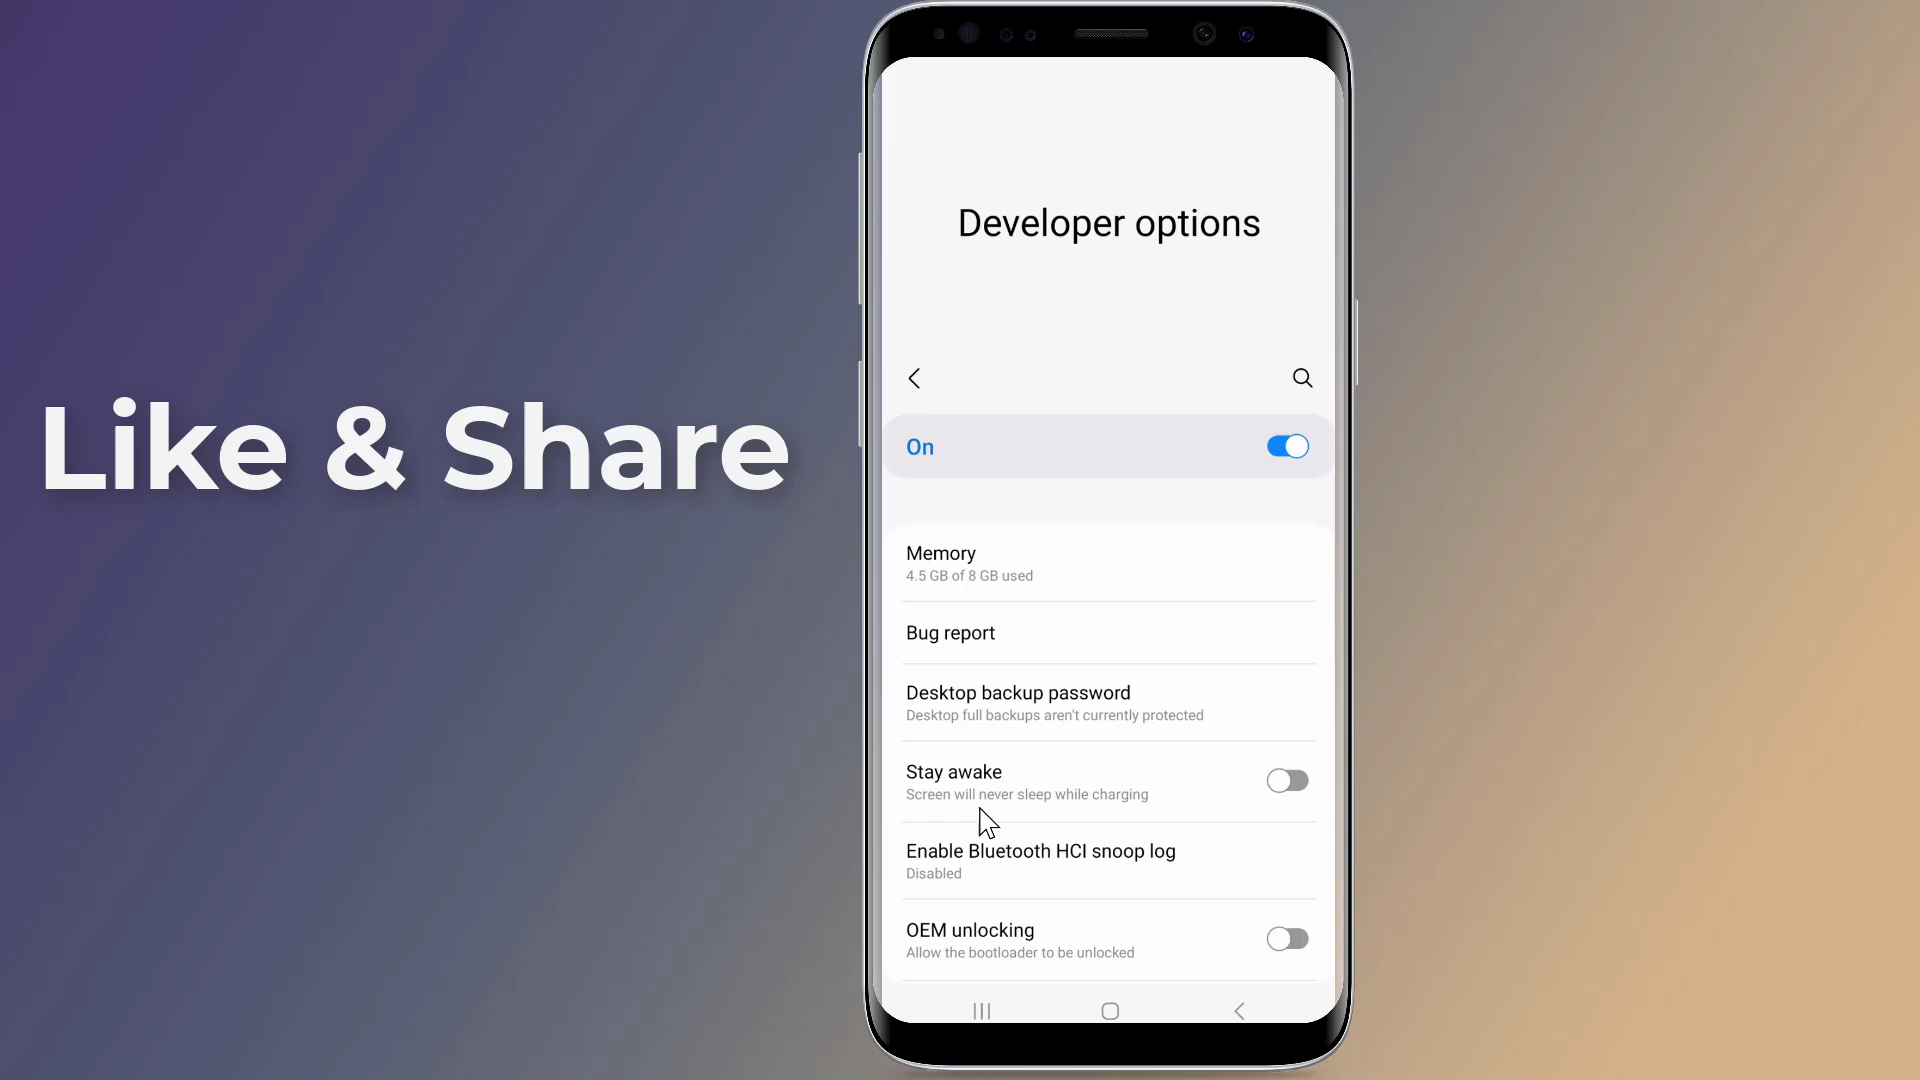 Like & Share
Developer options
On
Memory
4.5 GB of 8 GB used
Bug report
Desktop backup password
Desktop full backups aren't currently protected
Stay awake
Screen will never sleep while charging
Enable Bluetooth HCI snoop log
Disabled
OEM unlocking
Allow the bootloader to be unlocked